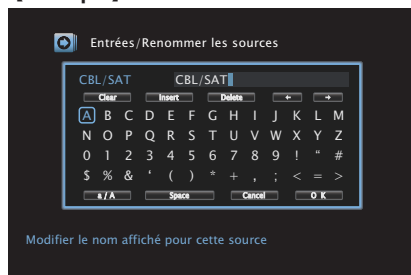 Entrées/Renommer les sources
CBL/SAT CBL/SAT
Clear Insert Delete ← →
A B C D E F G H I J K L M
N O P Q R S T U V W X Y Z
0 1 2 3 4 5 6 7 8 9 ! “ #
$ % & ‘ ( ) * + , ; < = >
a / A Space Cancel O K
Modifier le nom affiché pour cette source